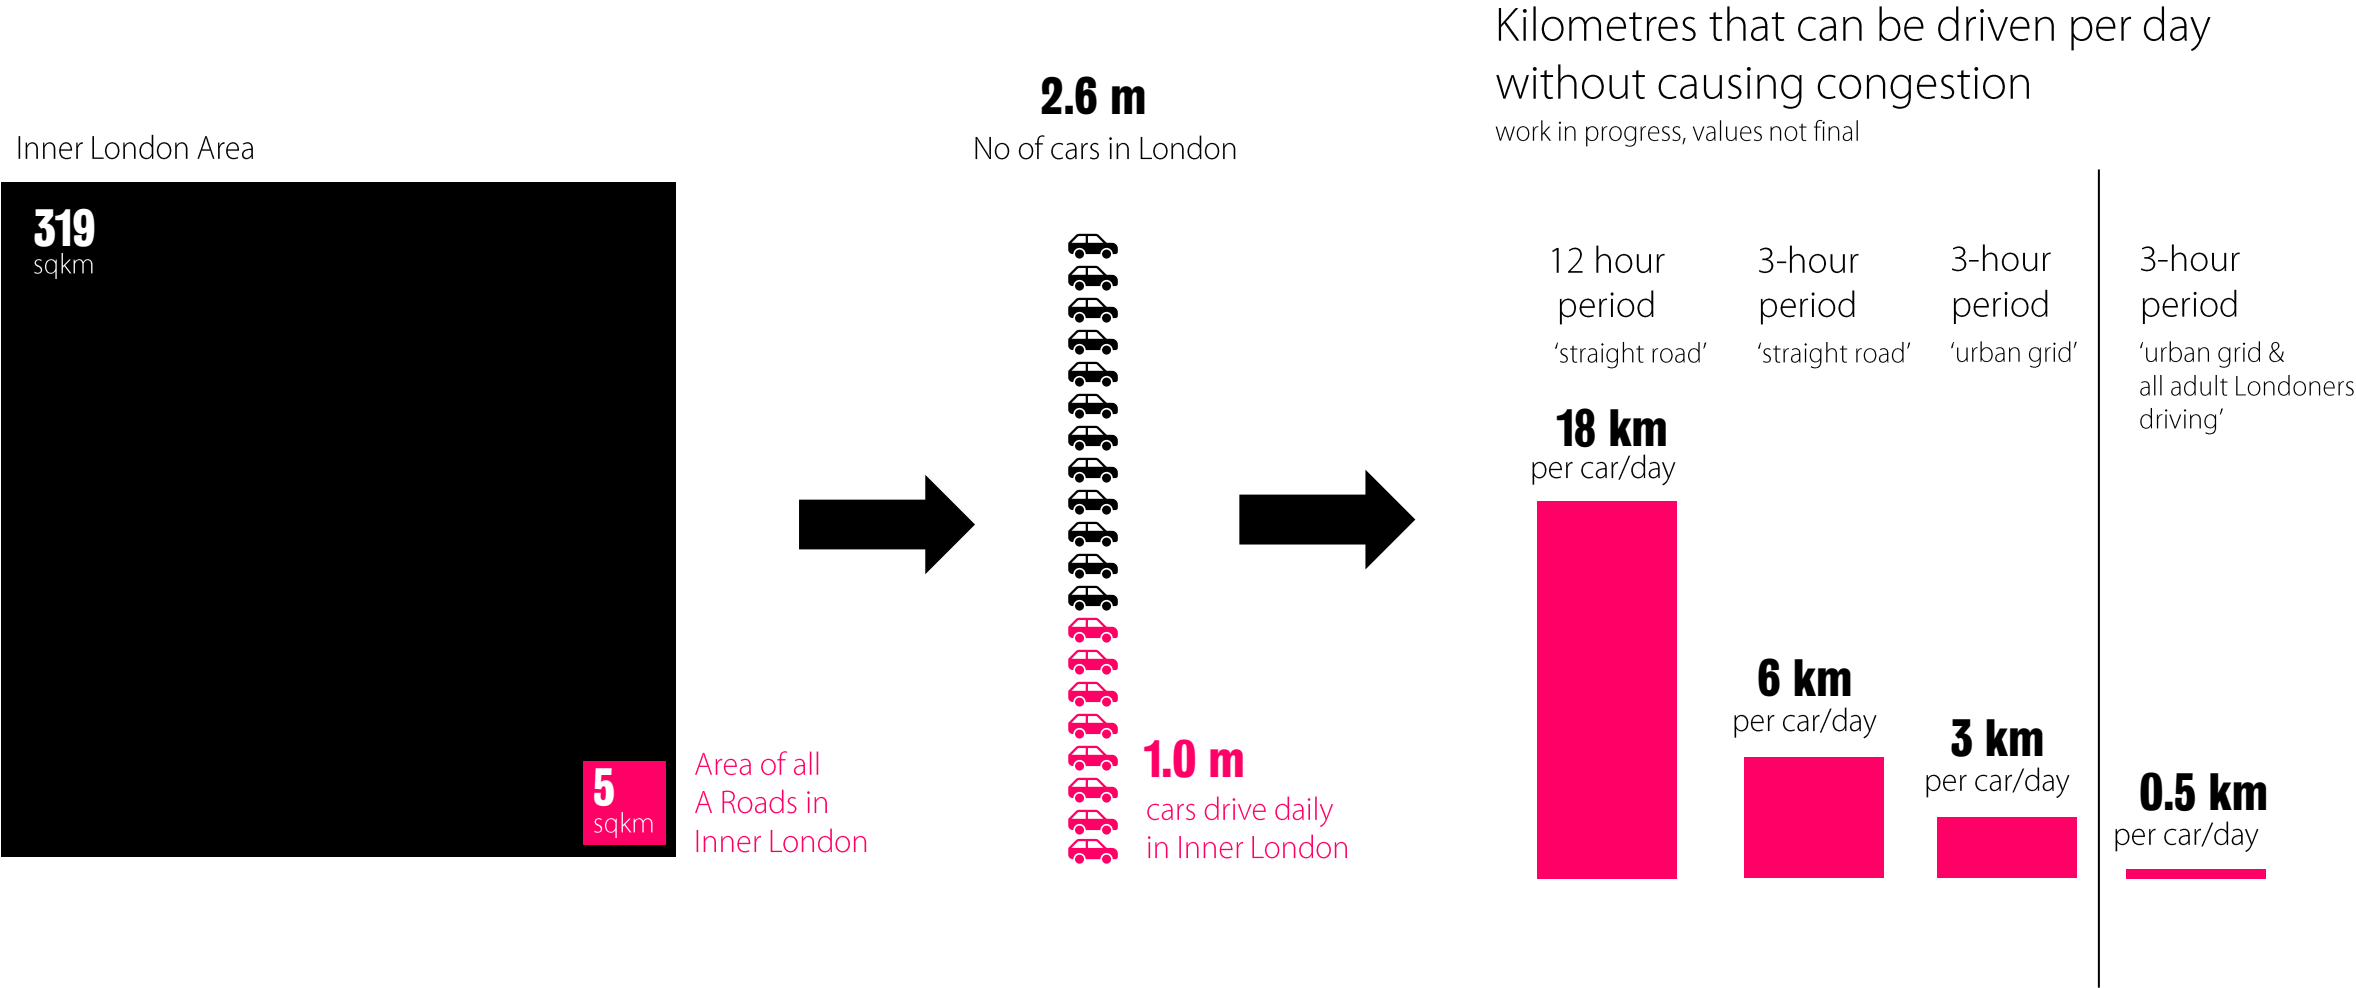 Inner London Area
319
sqkm
5
sqkm
Area of all
A Roads in
Inner London
2.6 m
No of cars in London
1.0 m
cars drive daily
in Inner London
Kilometres that can be driven per day
without causing congestion
work in progress, values not final
12 hour
period
‘straight road’
18 km
per car/day
3-hour
period
‘straight road’
6 km
per car/day
3-hour
period
‘urban grid’
3 km
per car/day
3-hour
period
‘urban grid &
all adult Londoners
driving’
0.5 km
per car/day